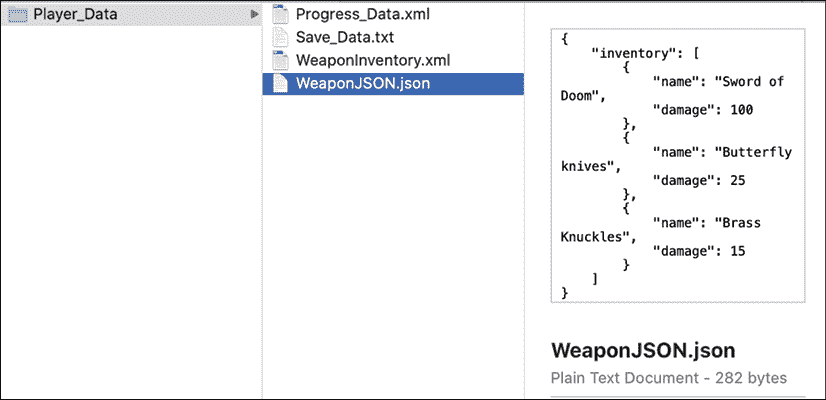 Player_Data
Progress_Data.xml
Save_Data.txt
WeaponInventory.xml
WeaponJSON.json
{
    "inventory": [
        {
            "name": "Sword of
Doom",
            "damage": 100
        },
        {
            "name": "Butterfly
knives",
            "damage": 25
        },
        {
            "name": "Brass
Knuckles",
            "damage": 15
        }
    ]
}
WeaponJSON.json
Plain Text Document - 282 bytes